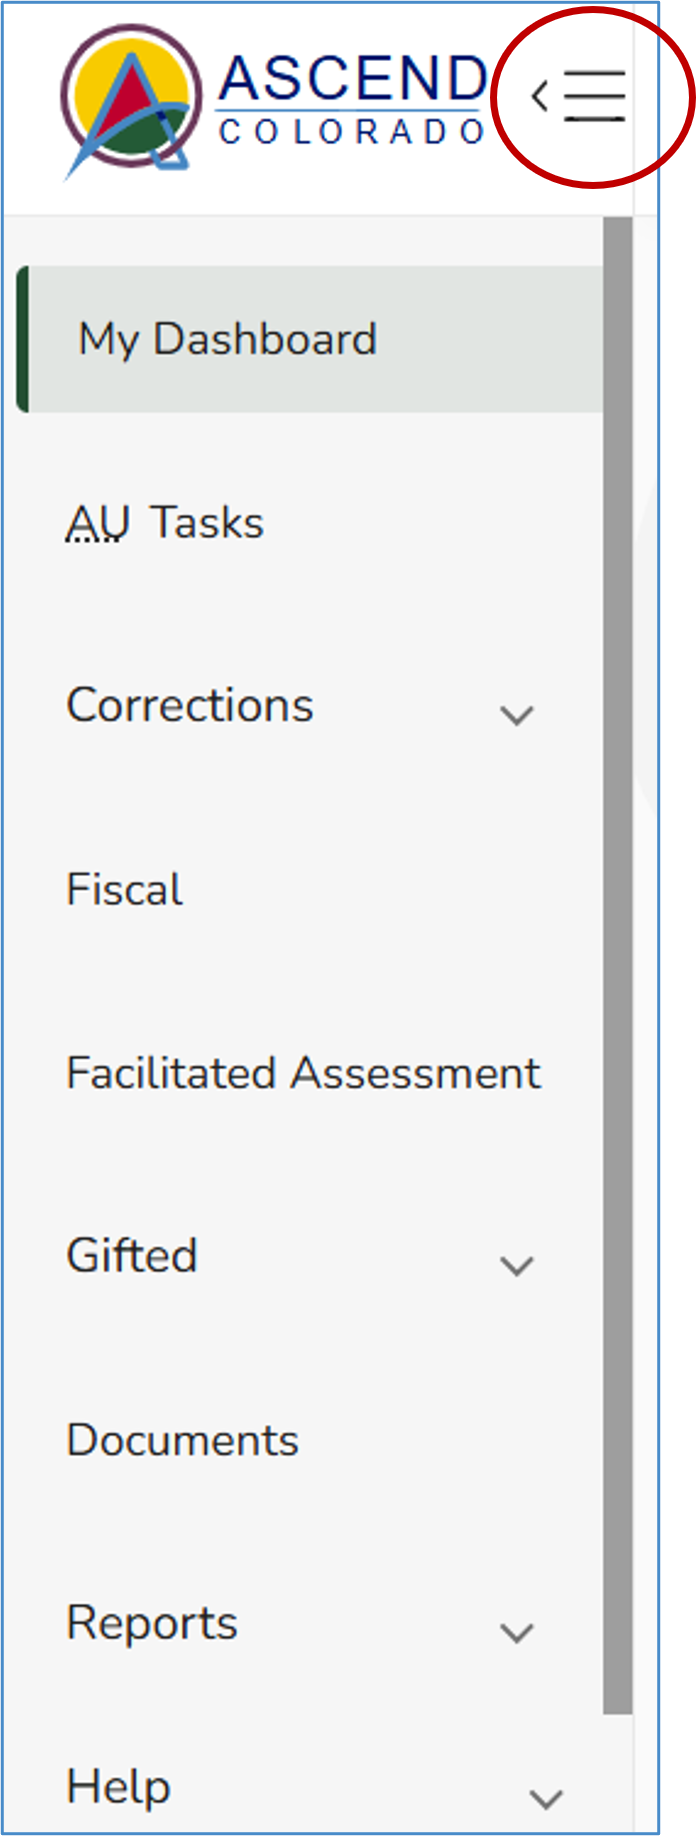 ASCEND
COLORADO
My Dashboard
AU Tasks
Corrections
Fiscal
Facilitated Assessment
Gifted
Documents
Reports
Help